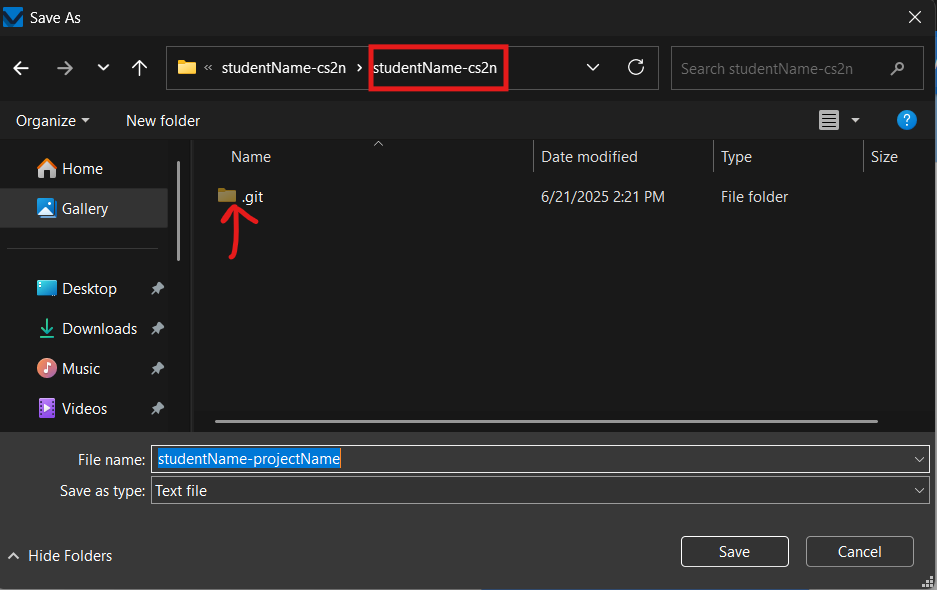 Save As
« studentName-cs2n › studentName-cs2n
Search studentName-cs2n
Organize New folder
?
Name Date modified Type Size
.git 6/21/2025 2:21 PM File folder
Home
Gallery
Desktop
Downloads
Music
Videos
File name: studentName-projectName
Save as type: Text file
Hide Folders Save Cancel